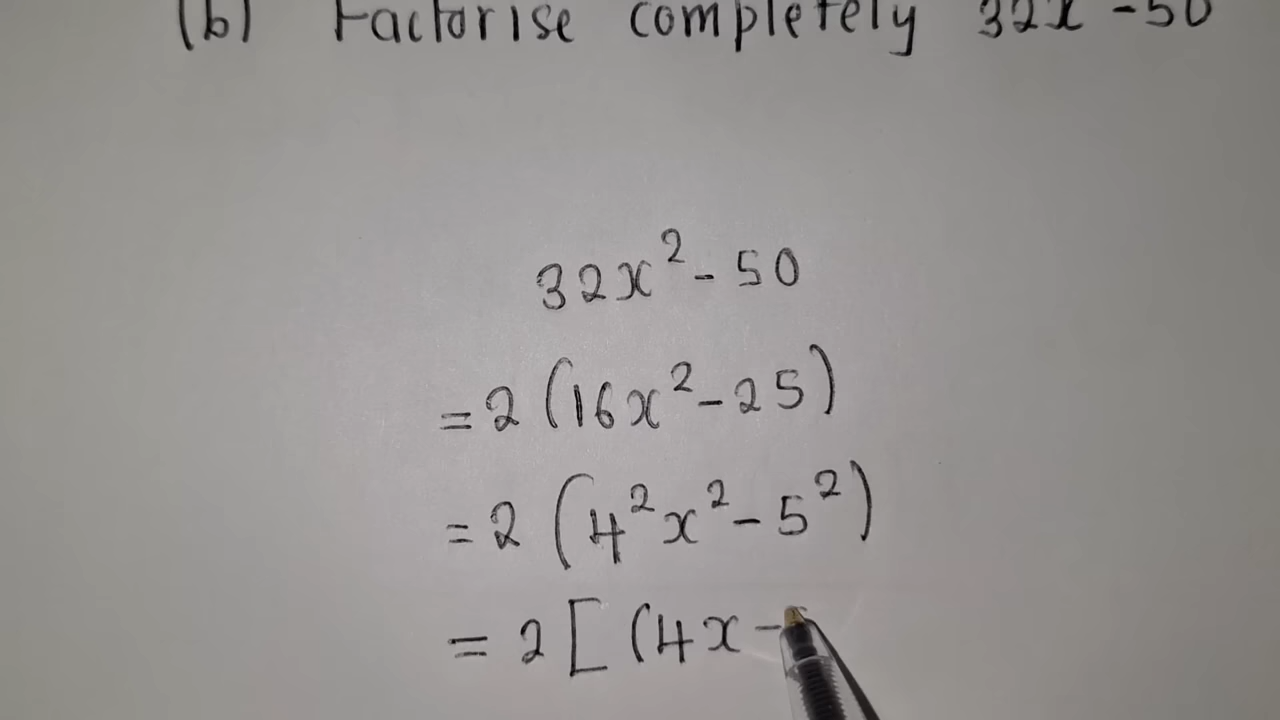 (b) Factorise completely 32x - 50
32x² - 50
= 2 (16x² - 25)
= 2 (4²x² - 5²)
= 2 [ (4x -